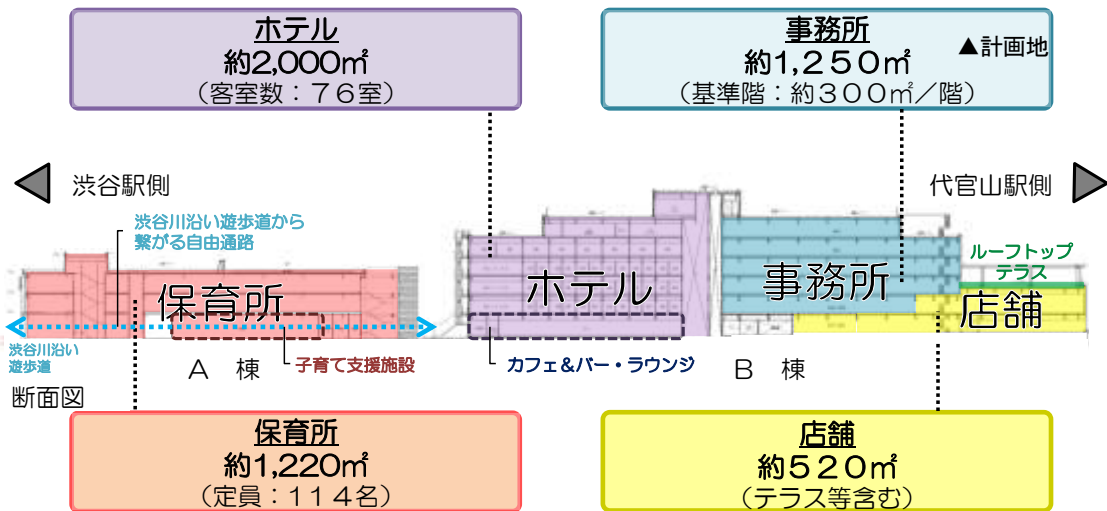 ホテル
約2,000㎡
（客室数：７６室）
事務所
約1,２５０㎡
（基準階：約３００㎡／階）
▲計画地
渋谷駅側
代官山駅側
渋谷川沿い遊歩道から
繋がる自由通路
ルーフトップ
テラス
保育所
ホテル
事務所
店舗
渋谷川沿い
遊歩道
子育て支援施設
カフェ&バー・ラウンジ
Ａ　棟
Ｂ　棟
断面図
保育所
約1,220㎡
（定員：１１４名）
店舗
約５２０㎡
（テラス等含む）